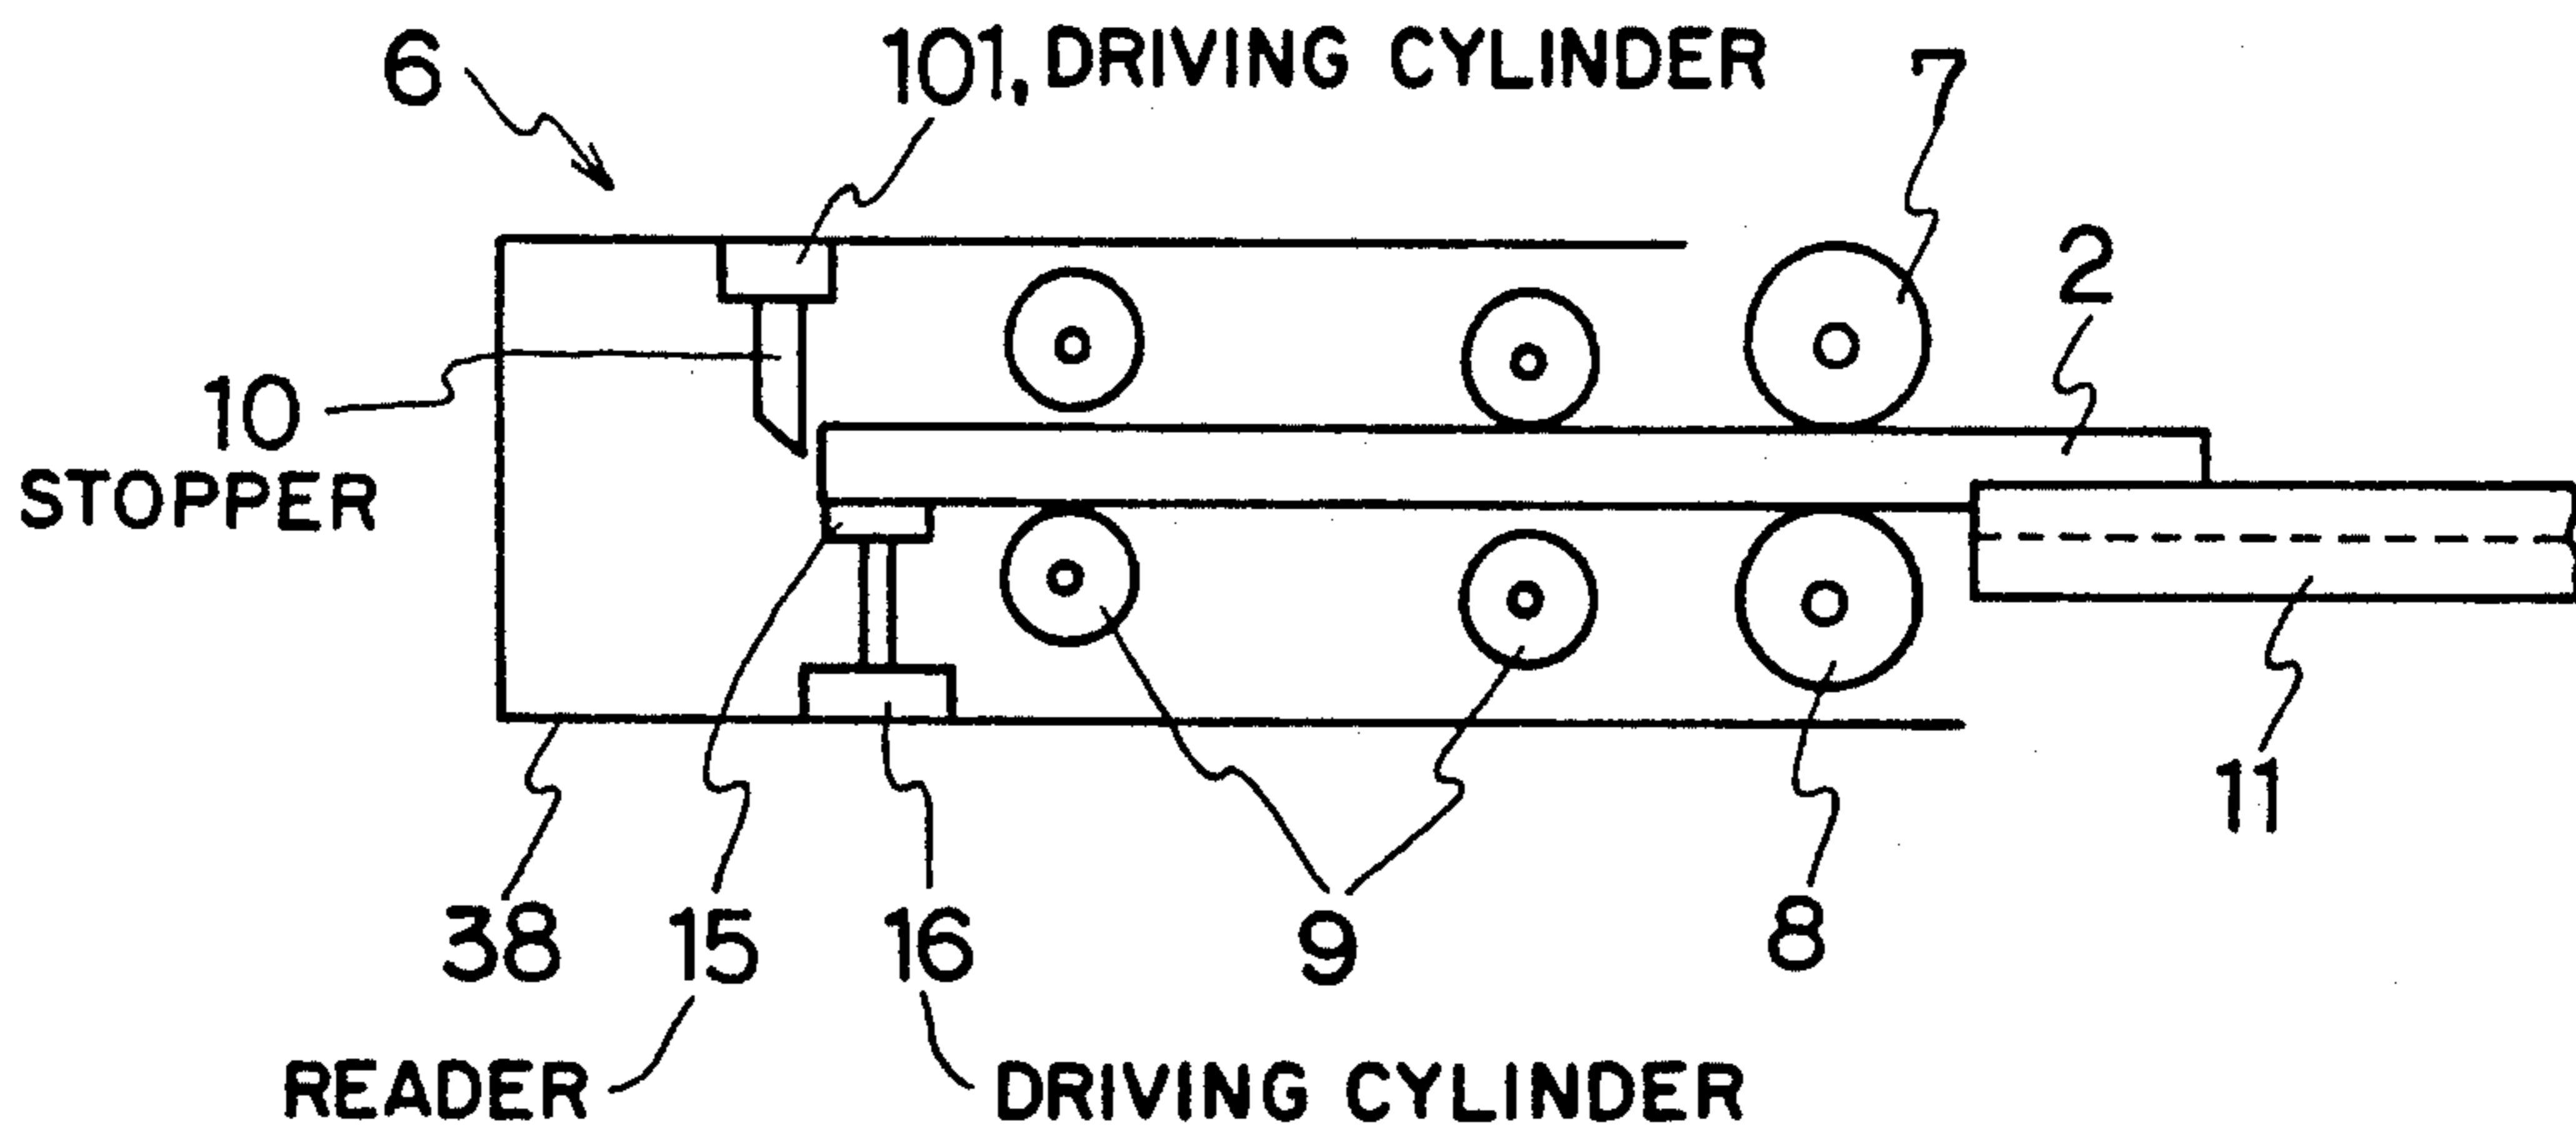 6
101, DRIVING CYLINDER
7
2
10
STOPPER
11
38
15
16
9
8
READER
DRIVING CYLINDER